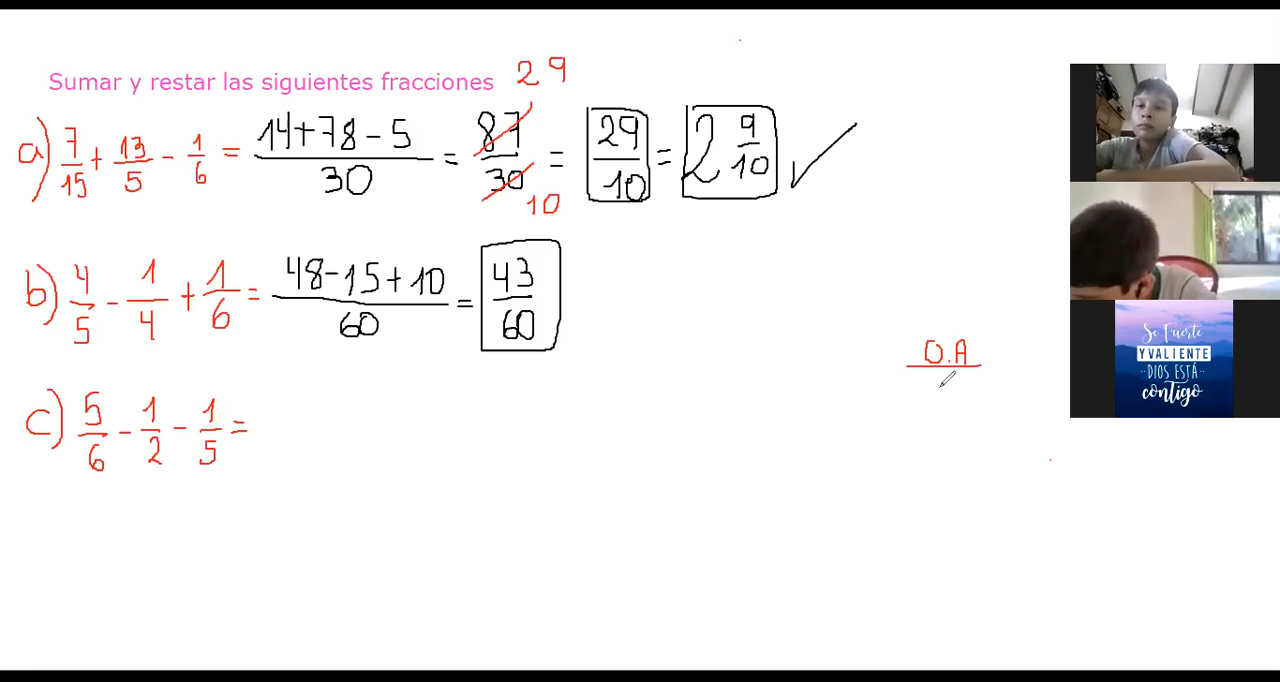 Sumar y restar las siguientes fracciones
a) 7/15 + 13/5 - 1/6 = (14+78-5)/30 = 87/30 29 10 = 29/10 = 2 9/10 ✓
b) 4/5 - 1/4 + 1/6 = (48-15+10)/60 = 43/60
c) 5/6 - 1/2 - 1/5 =
O.A
Se Fuerte
Y VALIENTE
DIOS ESTÁ
contigo